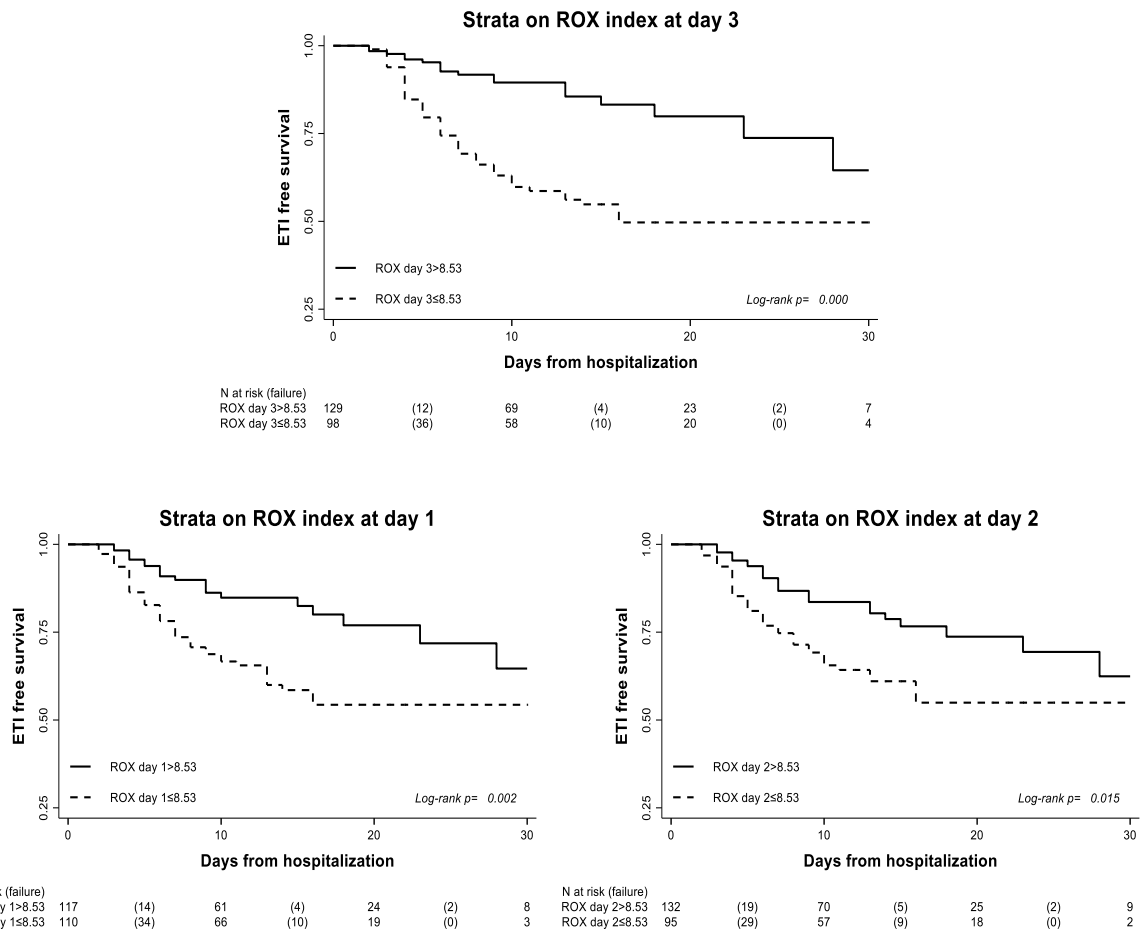 Strata on ROX index at day 3
ETI free survival
1.00
0.75
0.50
0.25
ROX day 3>8.53
ROX day 3≤8.53
Log-rank p= 0.000
0 10 20 30
Days from hospitalization
N at risk (failure)
ROX day 3>8.53 129 (12) 69 (4) 23 (2) 7
ROX day 3≤8.53 98 (36) 58 (10) 20 (0) 4
Strata on ROX index at day 1
ETI free survival
1.00
0.75
0.50
0.25
ROX day 1>8.53
ROX day 1≤8.53
Log-rank p= 0.002
0 10 20 30
Days from hospitalization
(failure)
1>8.53 117 (14) 61 (4) 24 (2) 8
1≤8.53 110 (34) 66 (10) 19 (0) 3
Strata on ROX index at day 2
ETI free survival
1.00
0.75
0.50
0.25
ROX day 2>8.53
ROX day 2≤8.53
Log-rank p= 0.015
0 10 20 30
Days from hospitalization
N at risk (failure)
ROX day 2>8.53 132 (19) 70 (5) 25 (2) 9
ROX day 2≤8.53 95 (29) 57 (9) 18 (0) 2